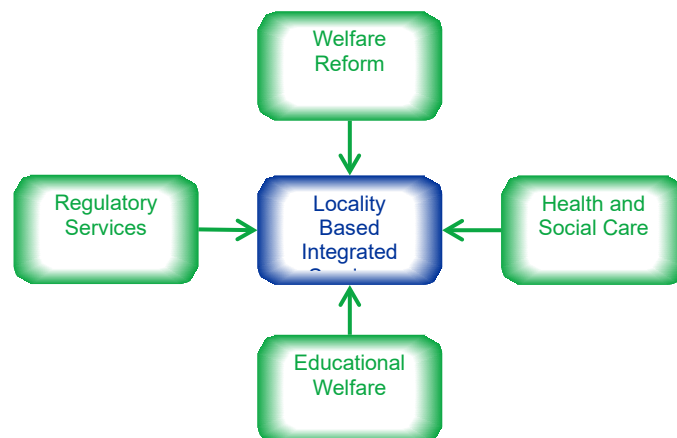 Welfare
Reform
Regulatory
Services
Locality
Based
Integrated
Health and
Social Care
Educational
Welfare